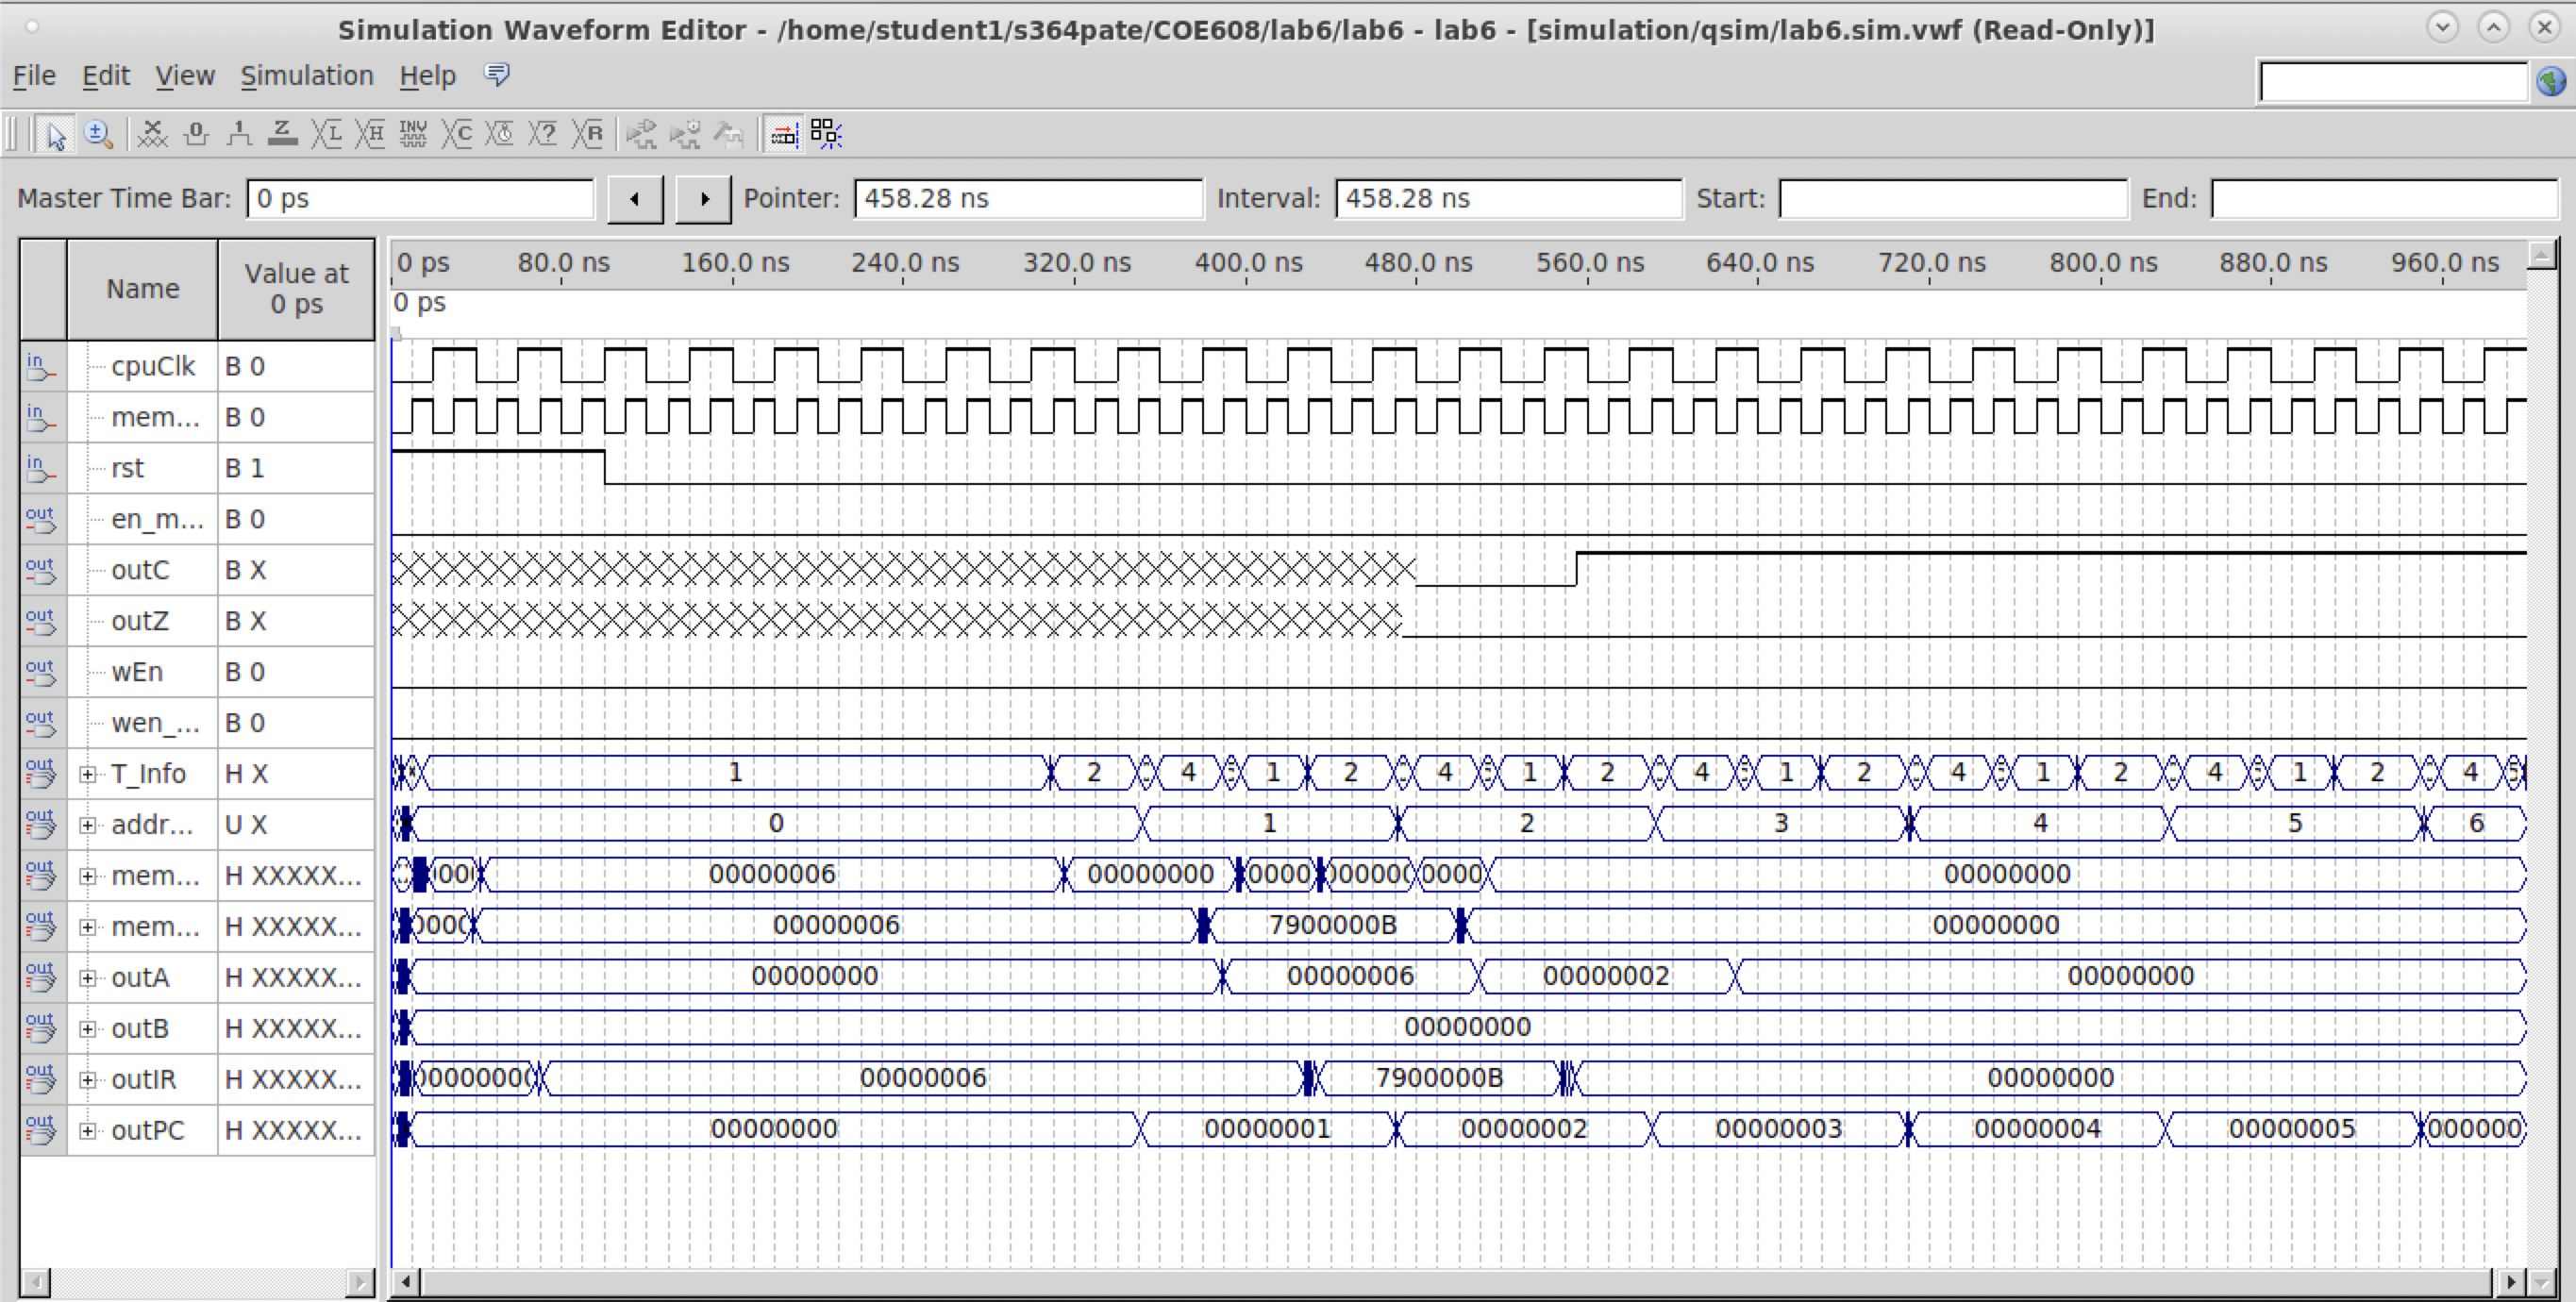 Simulation Waveform Editor - /home/student1/s364pate/COE608/lab6/lab6 - lab6 - [simulation/qsim/lab6.sim.vwf (Read-Only)]
File Edit View Simulation Help
Master Time Bar: 0 ps Pointer: 458.28 ns Interval: 458.28 ns Start: End:
Name Value at 0 ps
0 ps 80.0 ns 160.0 ns 240.0 ns 320.0 ns 400.0 ns 480.0 ns 560.0 ns 640.0 ns 720.0 ns 800.0 ns 880.0 ns 960.0 ns
0 ps
in cpuClk B 0
in mem... B 0
in rst B 1
out en_m... B 0
out outC B X
out outZ B X
out wEn B 0
out wen_... B 0
out T_Info H X 1 2 4 1 2 4 1 2 4 1 2 4 1 2 4 1 2 4 5
out addr... U X 0 1 2 3 4 5 6
out mem... H XXXXX... 000 00000006 00000000 0000 00000 0000 00000000
out mem... H XXXXX... 0000 00000006 7900000B 00000000
out outA H XXXXX... 00000000 00000006 00000002 00000000
out outB H XXXXX... 00000000
out outIR H XXXXX... 0000000 00000006 7900000B 00000000
out outPC H XXXXX... 00000000 00000001 00000002 00000003 00000004 00000005 000000